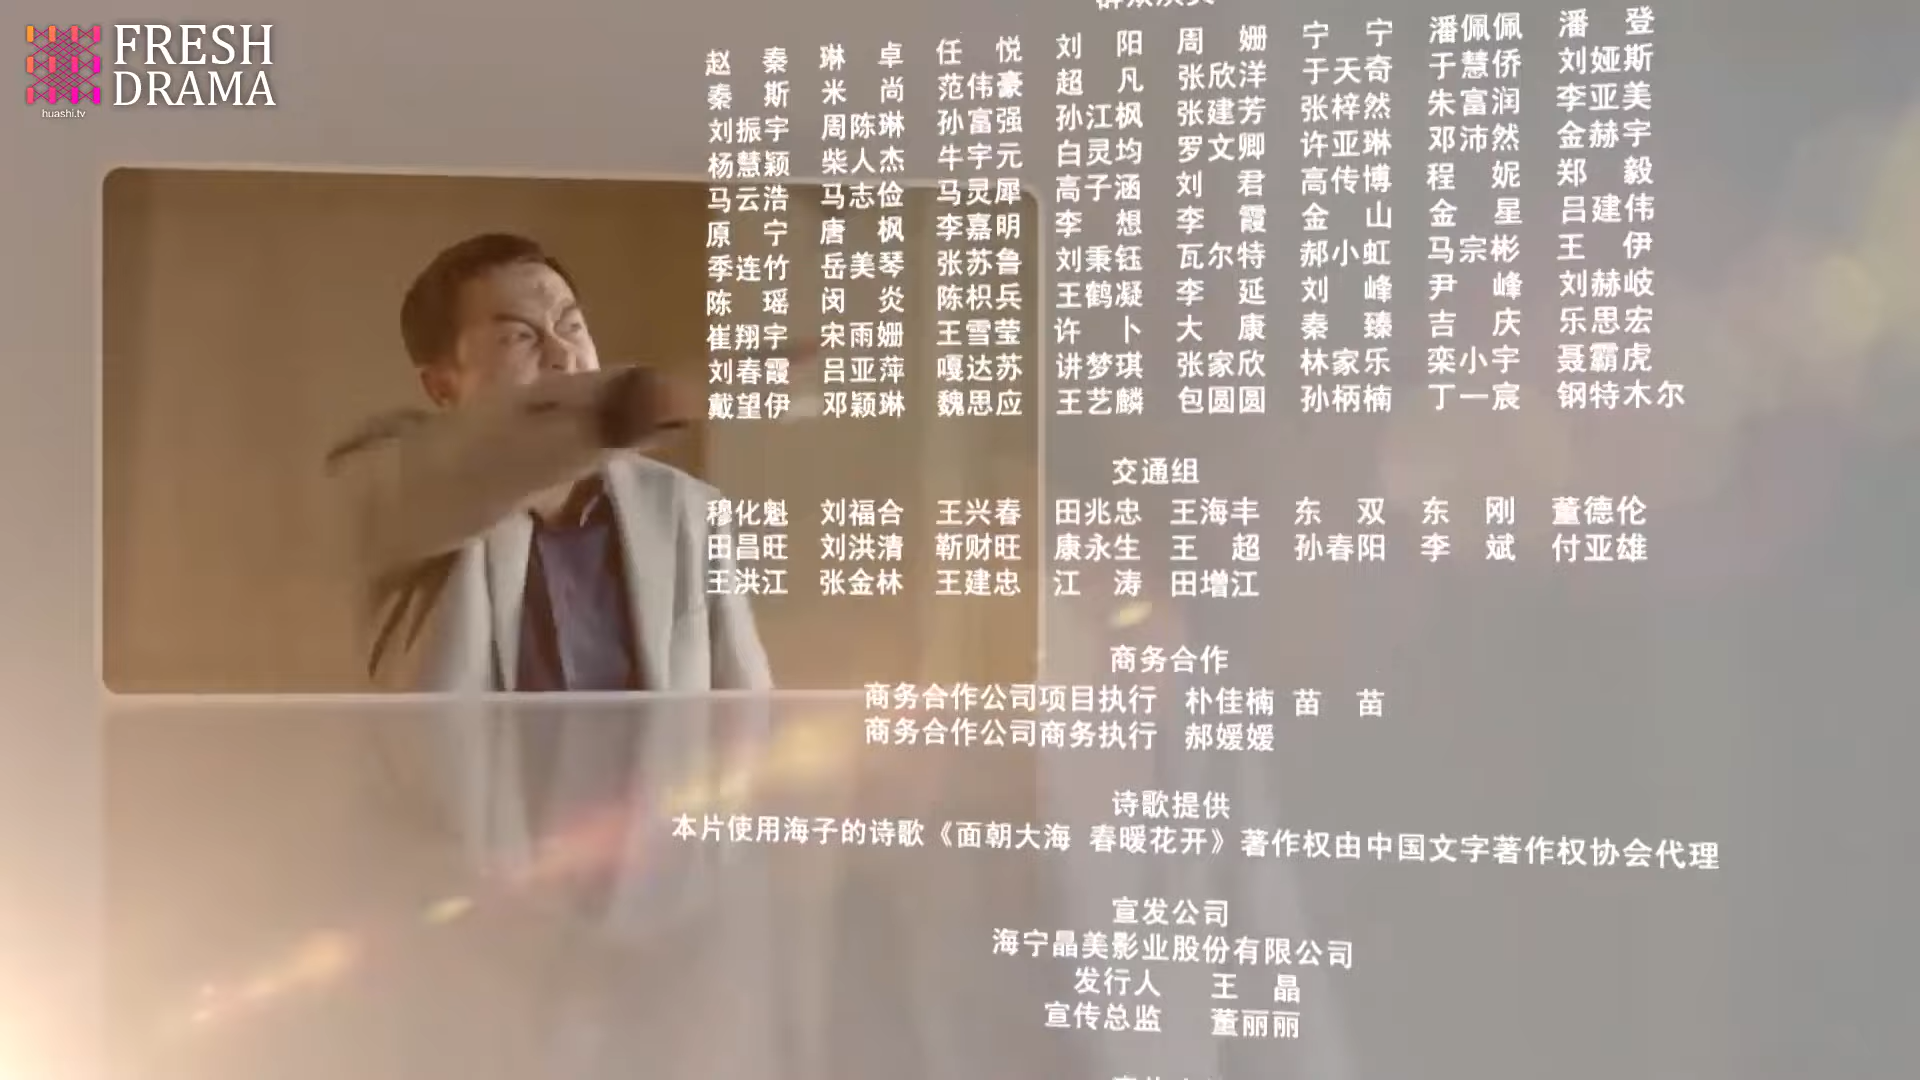 FRESH
DRAMA
huashi.tv
赵 秦 琳 卓 任 悦 刘 阳 周 姗 宁 宁 潘佩佩 潘 登
秦 斯 米 尚 范伟豪 超 凡 张欣洋 于天奇 于慧侨 刘娅斯
刘振宇 周陈琳 孙富强 孙江枫 张建芳 张梓然 朱富润 李亚美
杨慧颖 柴人杰 牛宇元 白灵均 罗文卿 许亚琳 邓沛然 金赫宇
马云浩 马志俭 马灵犀 高子涵 刘 君 高传博 程 妮 郑 毅
原 宁 唐 枫 李嘉明 李 想 李 霞 金 山 金 星 吕建伟
季连竹 岳美琴 张苏鲁 刘秉钰 瓦尔特 郝小虹 马宗彬 王 伊
陈 瑶 闵 炎 陈枳兵 王鹤凝 李 延 刘 峰 尹 峰 刘赫岐
崔翔宇 宋雨姗 王雪莹 许 卜 大 康 秦 臻 吉 庆 乐思宏
刘春霞 吕亚萍 嘎达苏 讲梦琪 张家欣 林家乐 栾小宇 聂霸虎
戴望伊 邓颖琳 魏思应 王艺麟 包圆圆 孙柄楠 丁一宸 钢特木尔
交通组
穆化魁 刘福合 王兴春 田兆忠 王海丰 东 双 东 刚 董德伦
田昌旺 刘洪清 靳财旺 康永生 王 超 孙春阳 李 斌 付亚雄
王洪江 张金林 王建忠 江 涛 田增江
商务合作
商务合作公司项目执行 朴佳楠 苗 苗
商务合作公司商务执行 郝媛媛
诗歌提供
本片使用海子的诗歌《面朝大海 春暖花开》著作权由中国文字著作权协会代理
宣发公司
海宁晶美影业股份有限公司
发行人 王 晶
宣传总监 董丽丽